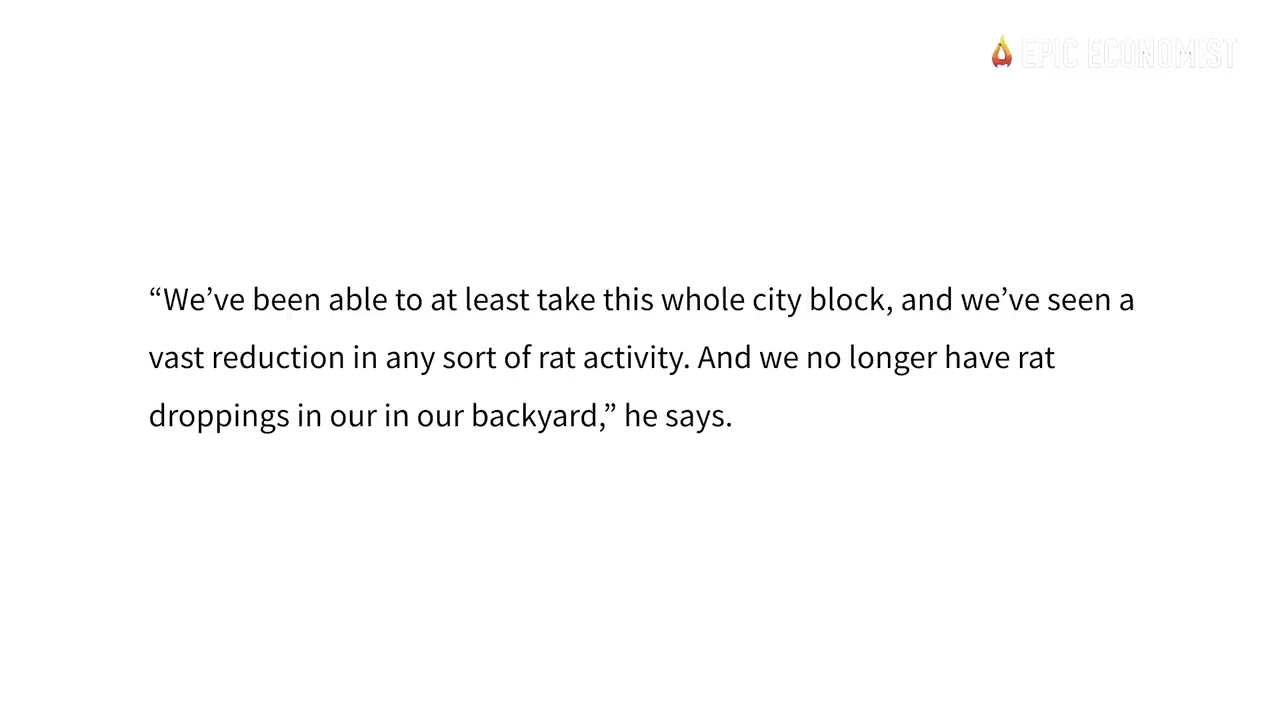 EPIC ECONOMIST
“We’ve been able to at least take this whole city block, and we’ve seen a
vast reduction in any sort of rat activity. And we no longer have rat
droppings in our in our backyard,” he says.